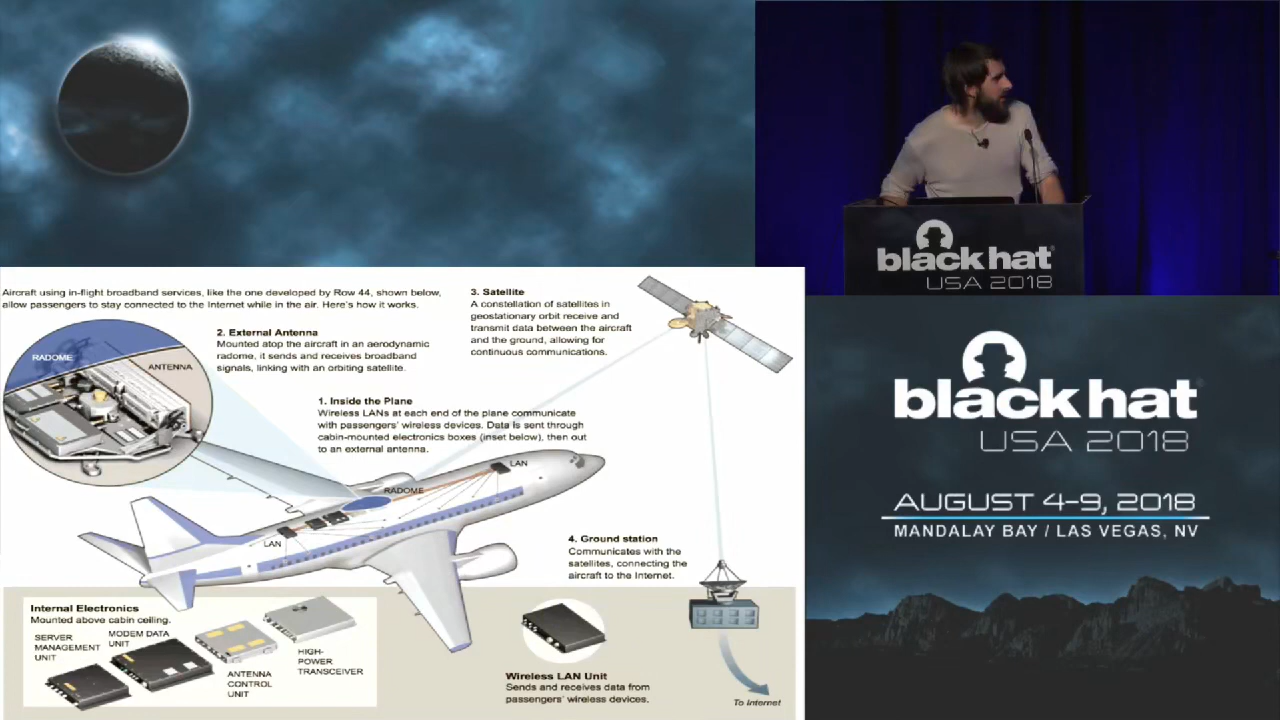 black hat
USA 2018
Aircraft using in-flight broadband services, like the one developed by Row 44, shown below,
allow passengers to stay connected to the Internet while in the air. Here's how it works.
3. Satellite
A constellation of satellites in
geostationary orbit receive and
transmit data between the aircraft
and the ground, allowing for
continuous communications.
2. External Antenna
Mounted atop the aircraft in an aerodynamic
radome, it sends and receives broadband
signals, linking with an orbiting satellite.
RADOME
ANTENNA
1. Inside the Plane
Wireless LANs at each end of the plane communicate
with passengers' wireless devices. Data is sent through
cabin-mounted electronics boxes (inset below), then out
to an external antenna.
LAN
RADOME
LAN
4. Ground station
Communicates with the
satellites, connecting the
aircraft to the Internet.
Internal Electronics
Mounted above cabin ceiling.
SERVER
MANAGEMENT
UNIT
MODEM DATA
UNIT
ANTENNA
CONTROL
UNIT
HIGH-
POWER
TRANSCEIVER
Wireless LAN Unit
Sends and receives data from
passengers' wireless devices.
To Internet
black hat
USA 2018
AUGUST 4-9, 2018
MANDALAY BAY / LAS VEGAS, NV